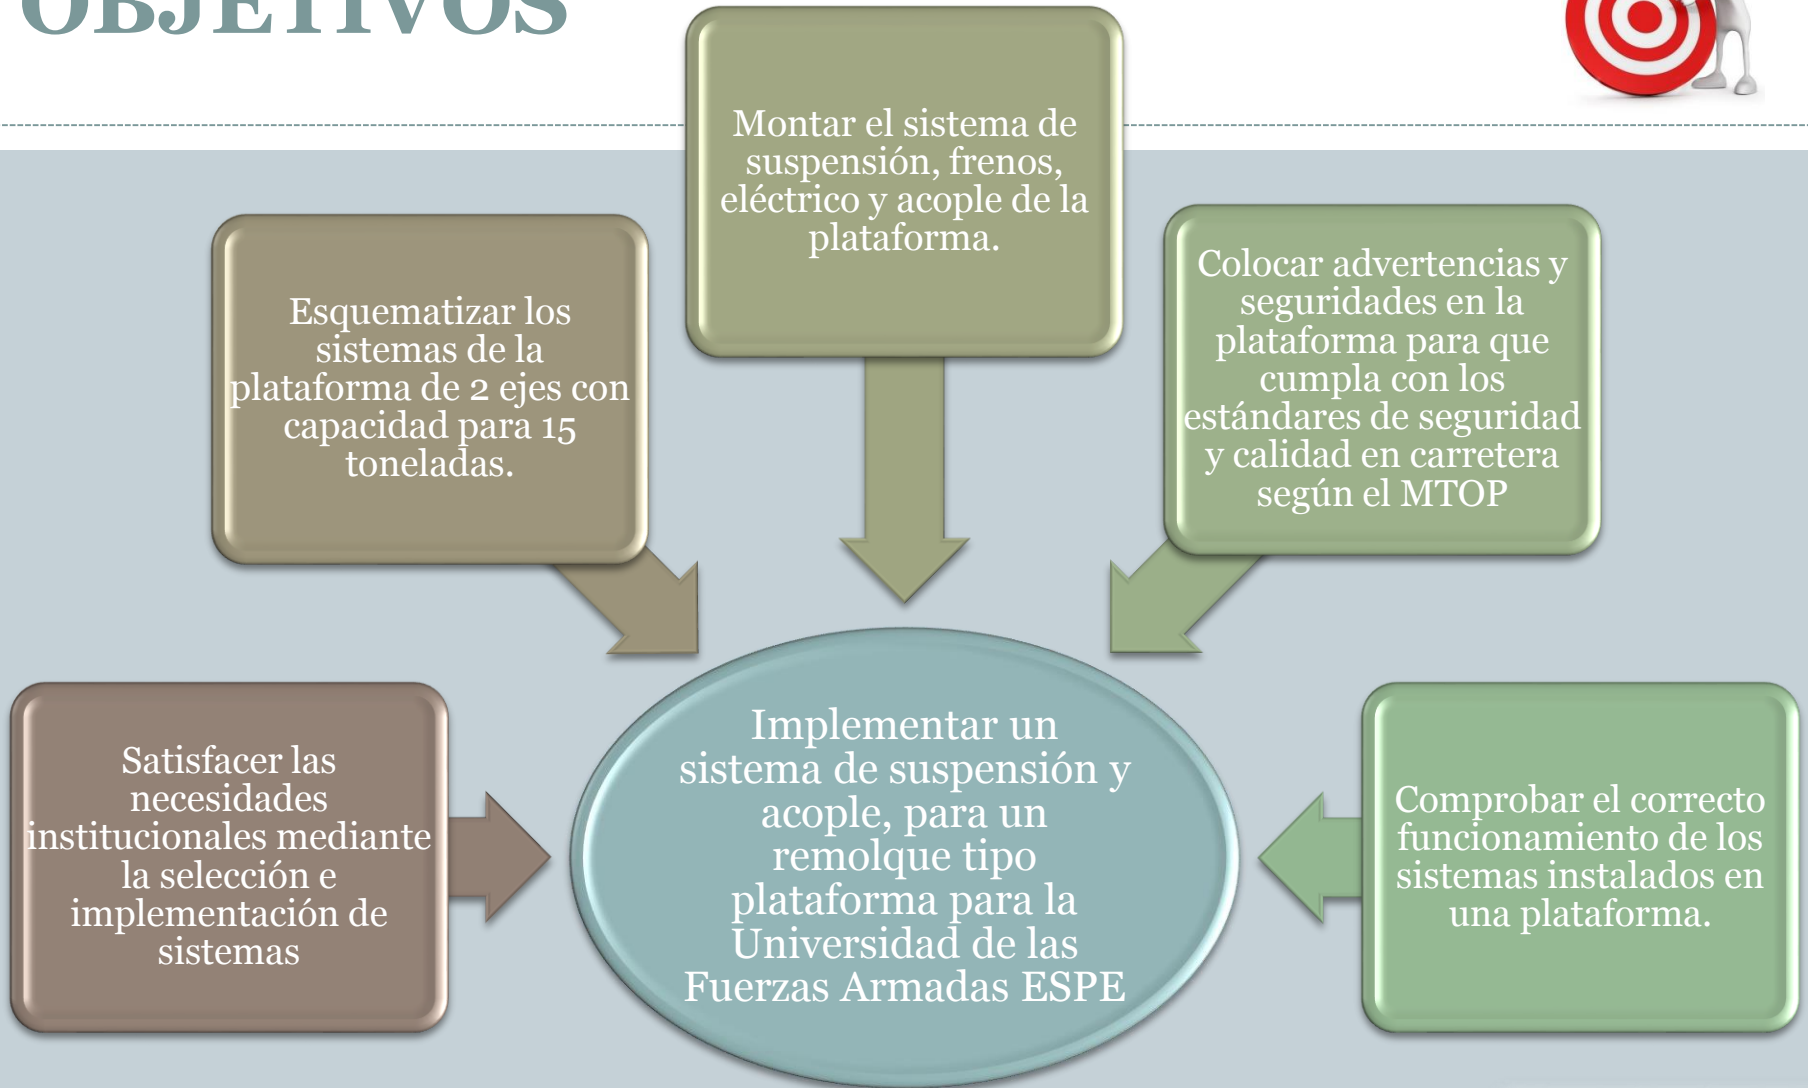 OBJETIVOS
Montar el sistema de
suspensión, frenos,
eléctrico y acople de la
plataforma.
Esquematizar los
sistemas de la
plataforma de 2 ejes con
capacidad para 15
toneladas.
Colocar advertencias y
seguridades en la
plataforma para que
cumpla con los
estándares de seguridad
y calidad en carretera
según el MTOP
Satisfacer las
necesidades
institucionales mediante
la selección e
implementación de
sistemas
Implementar un
sistema de suspensión y
acople, para un
remolque tipo
plataforma para la
Universidad de las
Fuerzas Armadas ESPE
Comprobar el correcto
funcionamiento de los
sistemas instalados en
una plataforma.